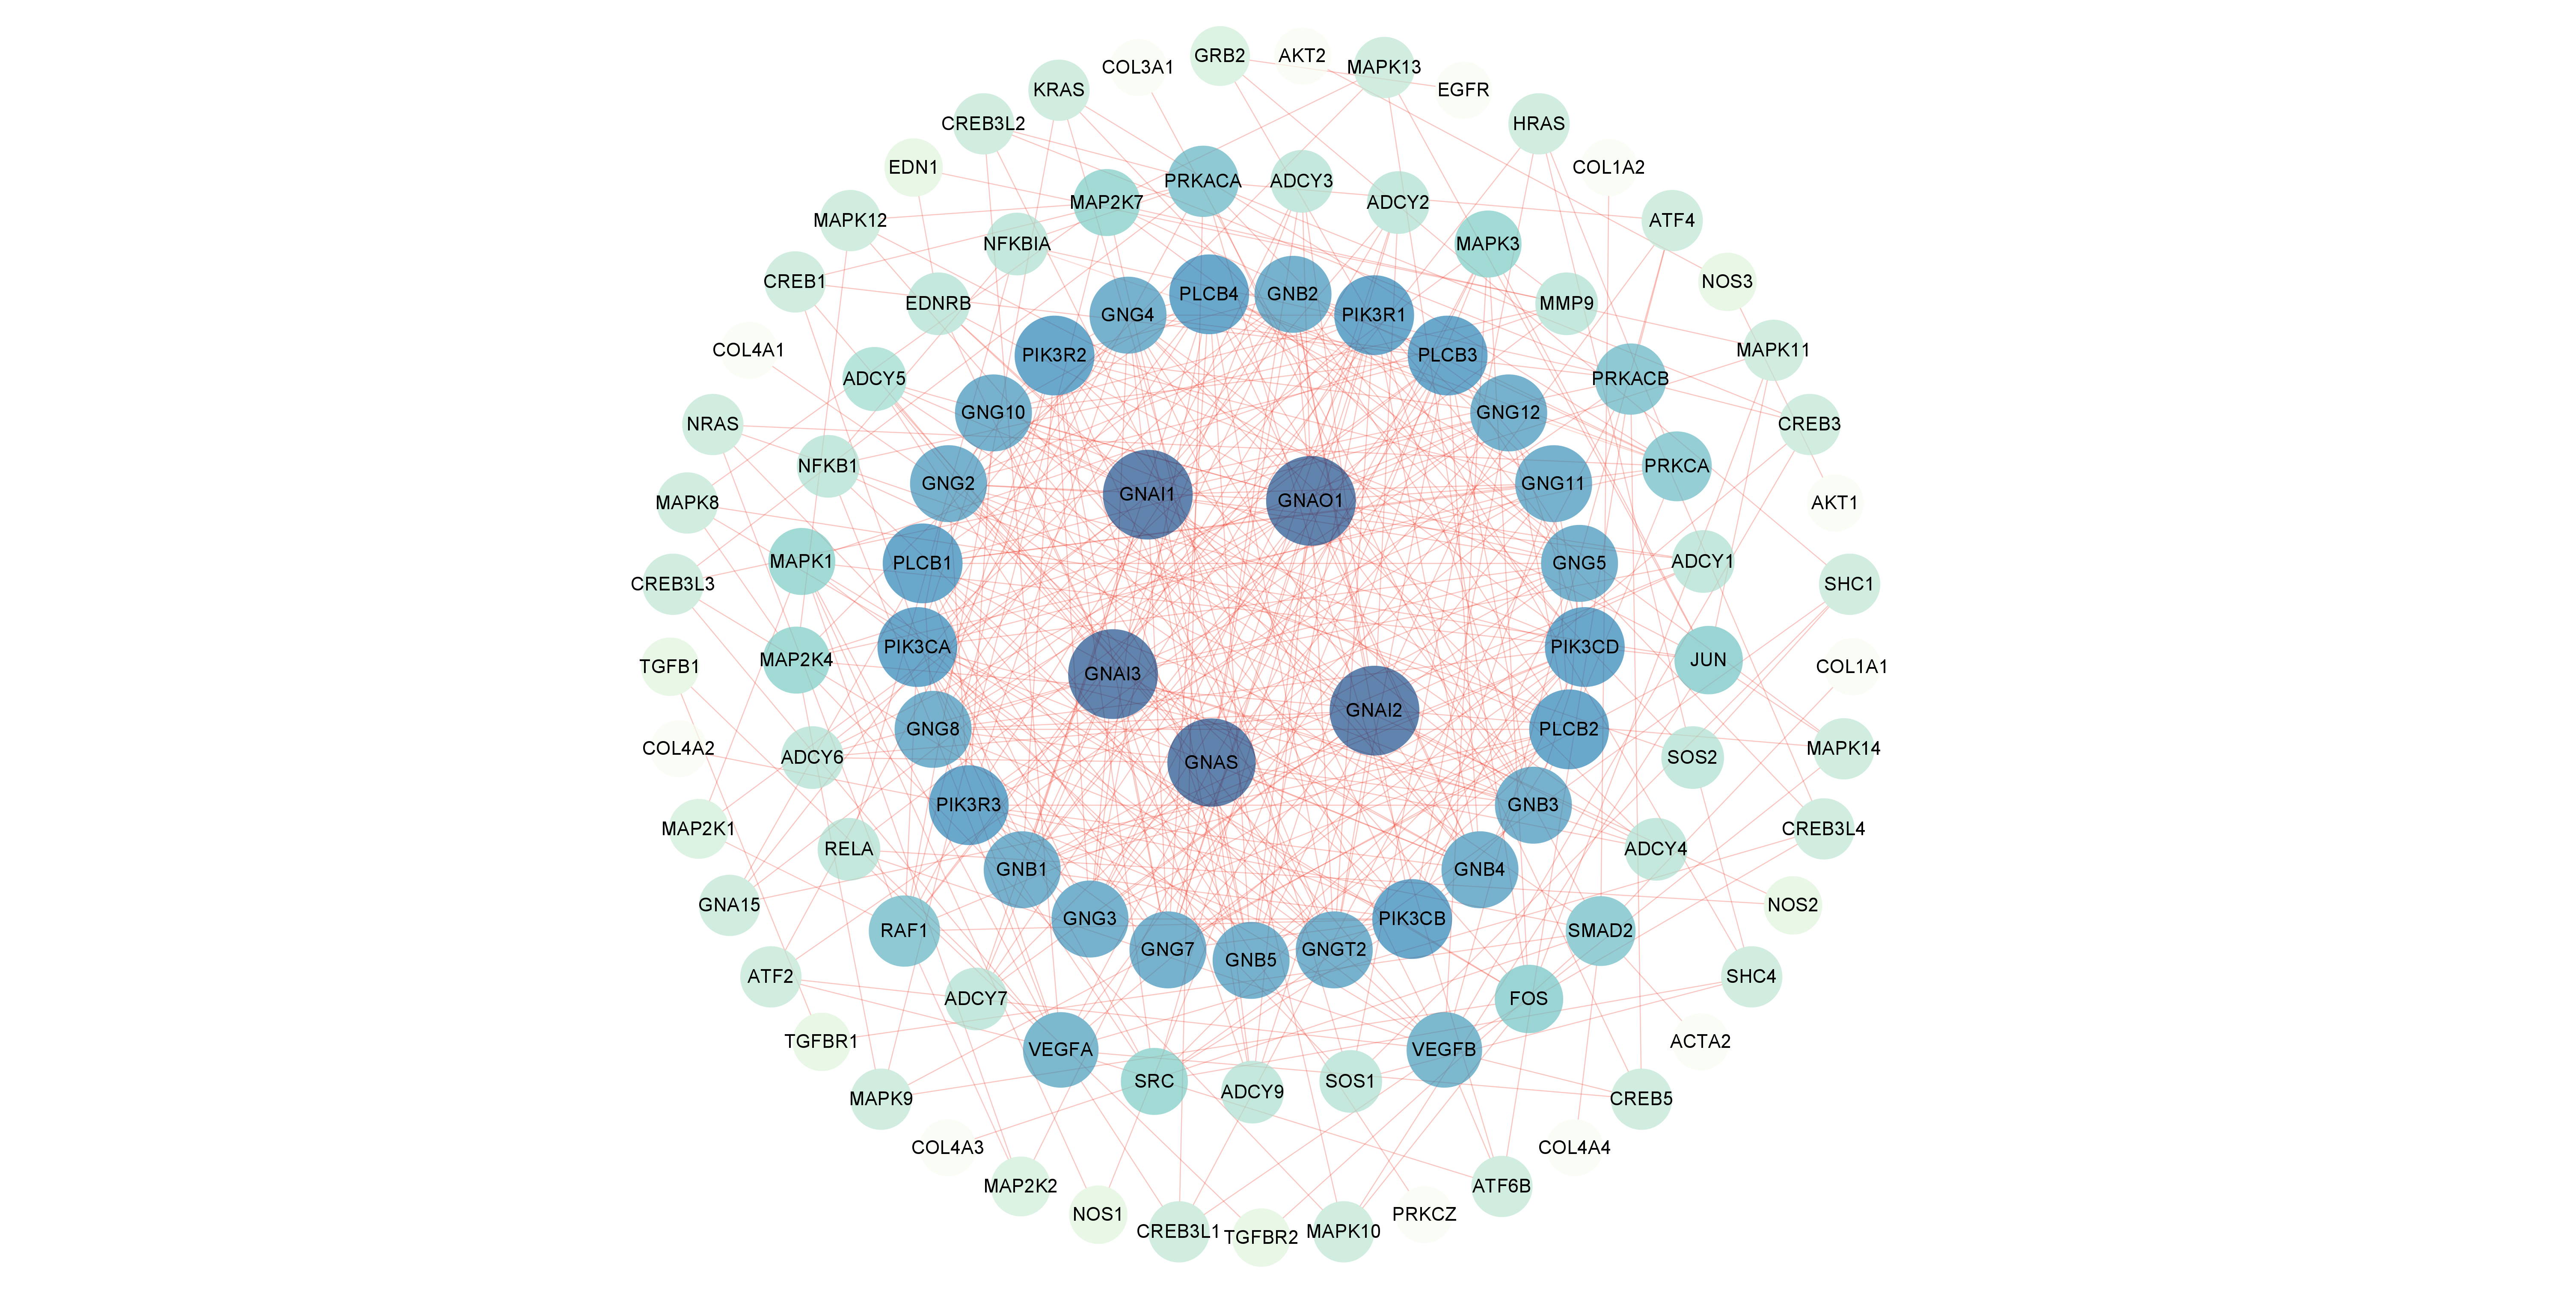 GRB2
AKT2
MAPK13
COL3A1
EGFR
KRAS
CREB3L2
HRAS
EDN1
COL1A2
PRKACA
ADCY3
MAP2K7
ADCY2
MAPK12
ATF4
NFKBIA
MAPK3
CREB1
NOS3
PLCB4
GNB2
EDNRB
MMP9
GNG4
PIK3R1
COL4A1
MAPK11
PIK3R2
PLCB3
ADCY5
PRKACB
GNG10
GNG12
NRAS
CREB3
NFKB1
PRKCA
GNG2
GNG11
GNAI1
GNAO1
MAPK8
AKT1
MAPK1
PLCB1
GNG5
ADCY1
CREB3L3
SHC1
PIK3CA
PIK3CD
MAP2K4
JUN
TGFB1
COL1A1
GNAI3
GNAI2
GNG8
PLCB2
COL4A2
MAPK14
ADCY6
GNAS
SOS2
PIK3R3
GNB3
MAP2K1
CREB3L4
RELA
ADCY4
GNB1
GNB4
GNA15
NOS2
GNG3
PIK3CB
RAF1
SMAD2
GNG7
GNB5
GNGT2
ATF2
SHC4
ADCY7
FOS
TGFBR1
ACTA2
VEGFA
VEGFB
SRC
ADCY9
SOS1
MAPK9
CREB5
COL4A3
COL4A4
MAP2K2
ATF6B
NOS1
PRKCZ
CREB3L1
TGFBR2
MAPK10